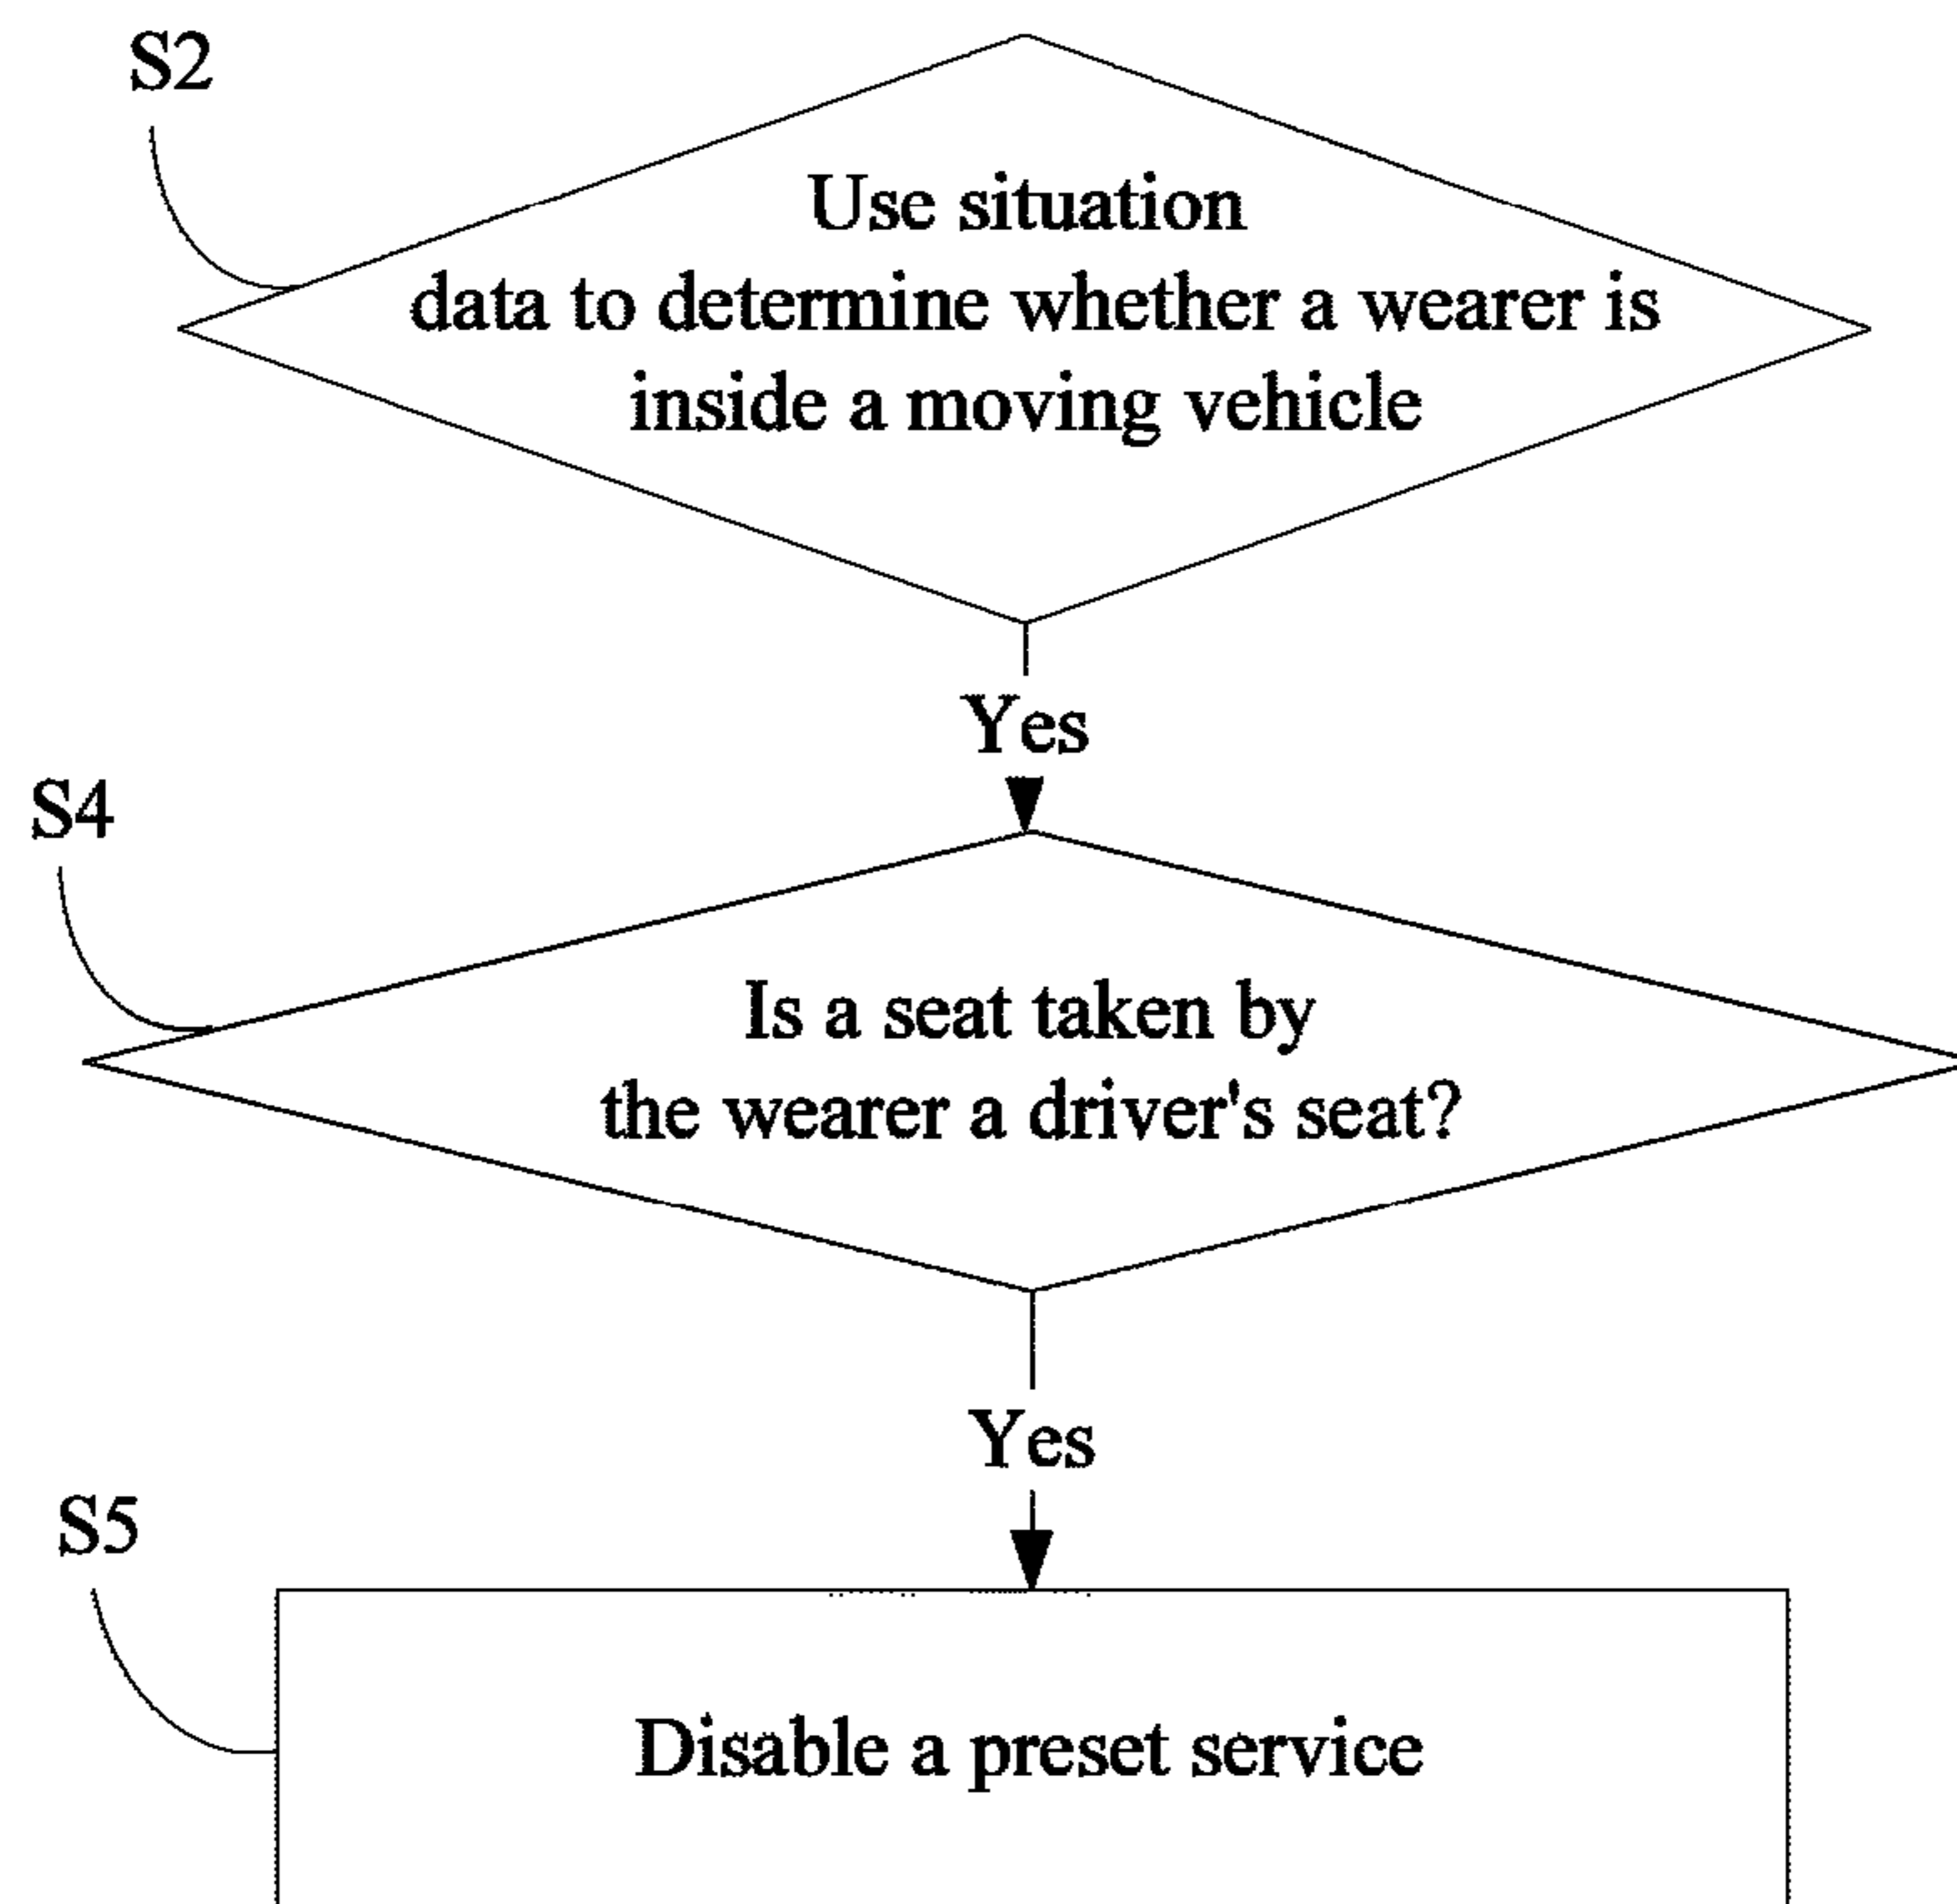 S2
Use situation
data to determine whether a wearer is
inside a moving vehicle
Yes
S4
Is a seat taken by
the wearer a driver's seat?
Yes
S5
Disable a preset service